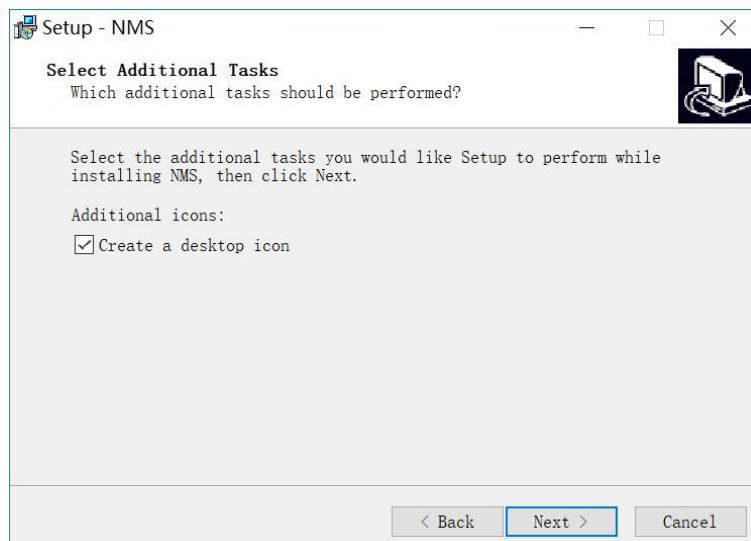 Setup - NMS
Select Additional Tasks
Which additional tasks should be performed?
Select the additional tasks you would like Setup to perform while
installing NMS, then click Next.
Additional icons:
Create a desktop icon
< Back
Next >
Cancel